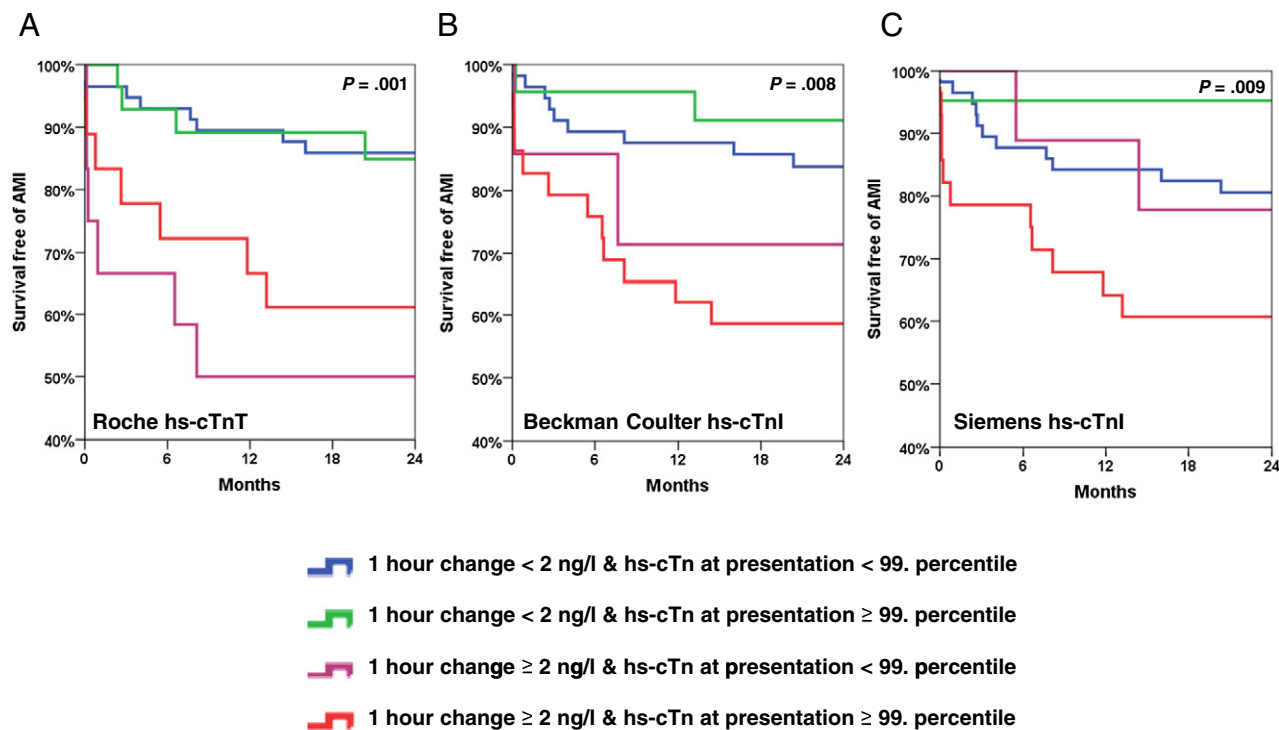 A
B
C
P = .001
P = .008
P = .009
100%
90%
80%
70%
60%
50%
40%
Survival free of AMI
Roche hs-cTnT
0 6 12 18 24
Months
100%
90%
80%
70%
60%
50%
40%
Survival free of AMI
Beckman Coulter hs-cTnI
0 6 12 18 24
Months
100%
90%
80%
70%
60%
50%
40%
Survival free of AMI
Siemens hs-cTnI
0 6 12 18 24
Months
1 hour change < 2 ng/l & hs-cTn at presentation < 99. percentile
1 hour change < 2 ng/l & hs-cTn at presentation ≥ 99. percentile
1 hour change ≥ 2 ng/l & hs-cTn at presentation < 99. percentile
1 hour change ≥ 2 ng/l & hs-cTn at presentation ≥ 99. percentile